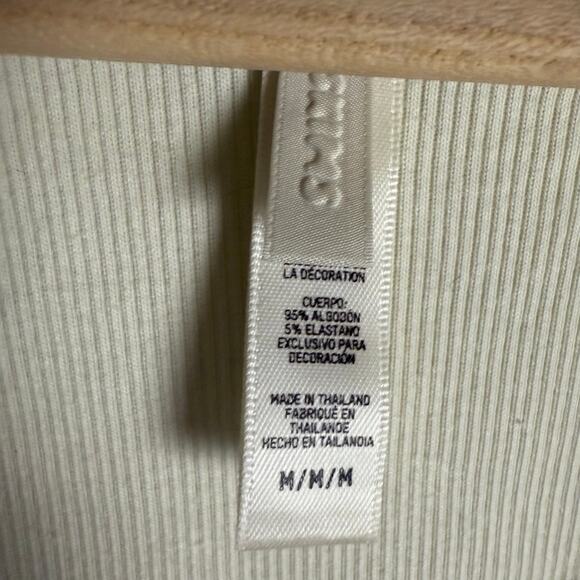 SKIMS
LA DÉCORATION
CUERPO:
95% ALGODÓN
5% ELASTANO
EXCLUSIVO PARA
DECORACIÓN
MADE IN THAILAND
FABRIQUÉ EN
THAÏLANDE
HECHO EN TAILANDIA
M/M/M